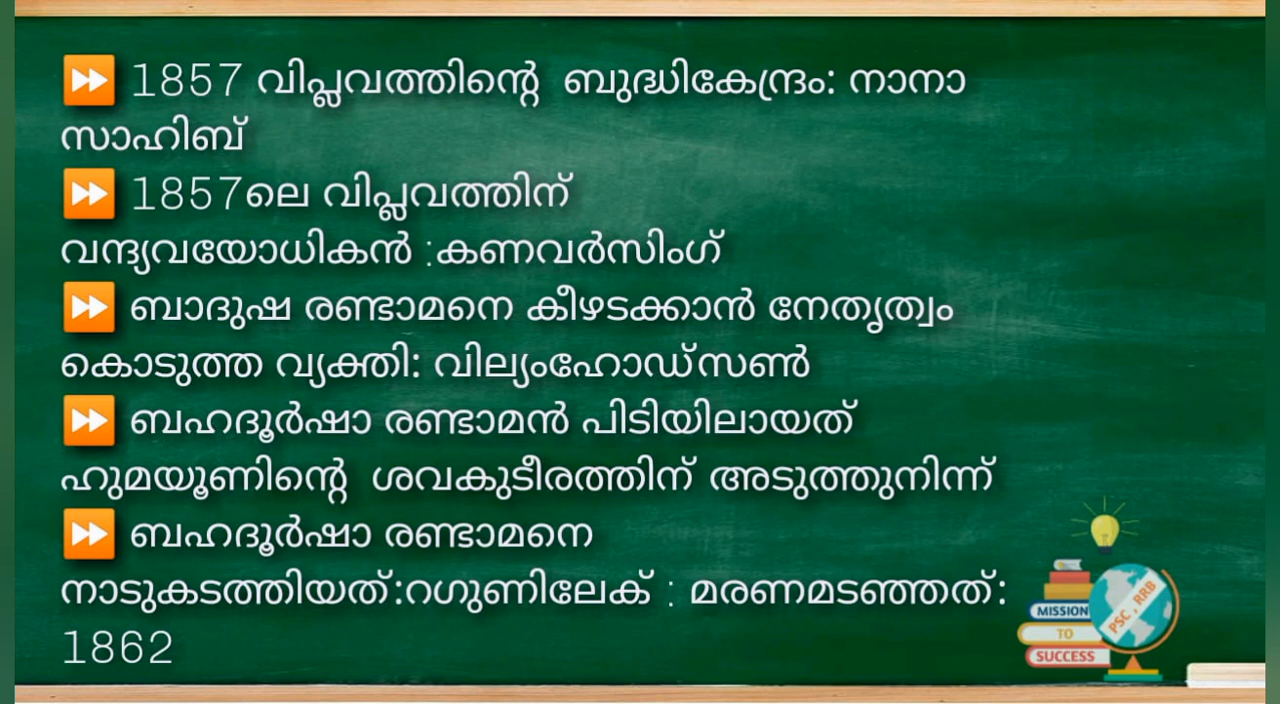 ⏩ 1857 വിപ്ലവത്തിന്റെ ബുദ്ധികേന്ദ്രം: നാനാ
സാഹിബ്
⏩ 1857ലെ വിപ്ലവത്തിന്
വന്ദ്യവയോധികൻ :കണവർസിംഗ്
⏩ ബാദുഷ രണ്ടാമനെ കീഴടക്കാൻ നേതൃത്വം
കൊടുത്ത വ്യക്തി: വില്യംഹോഡ്സൺ
⏩ ബഹദൂർഷാ രണ്ടാമൻ പിടിയിലായത്
ഹുമയൂണിന്റെ ശവകുടീരത്തിന് അടുത്തുനിന്ന്
⏩ ബഹദൂർഷാ രണ്ടാമനെ
നാടുകടത്തിയത്:റഗുണിലേക് : മരണമടഞ്ഞത്:
1862
MISSION
TO
SUCCESS
PSC , RRB